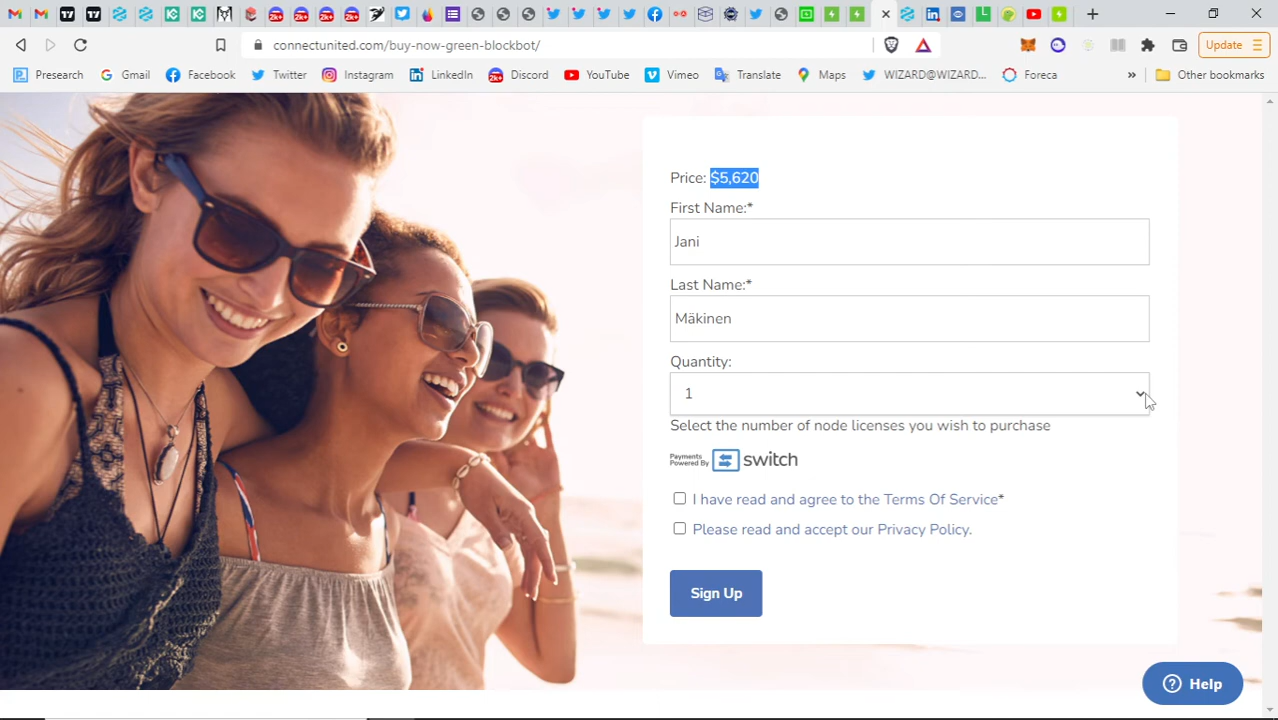 connectunited.com/buy-now-green-blockbot/
Update
Presearch
Gmail
Facebook
Twitter
Instagram
LinkedIn
Discord
YouTube
Vimeo
Translate
Maps
WIZARD@WIZARD...
Foreca
»
Other bookmarks
Price: $5,620
First Name:*
Jani
Last Name:*
Mäkinen
Quantity:
1
Select the number of node licenses you wish to purchase
Payments
Powered By
switch
I have read and agree to the Terms Of Service*
Please read and accept our Privacy Policy.
Sign Up
Help